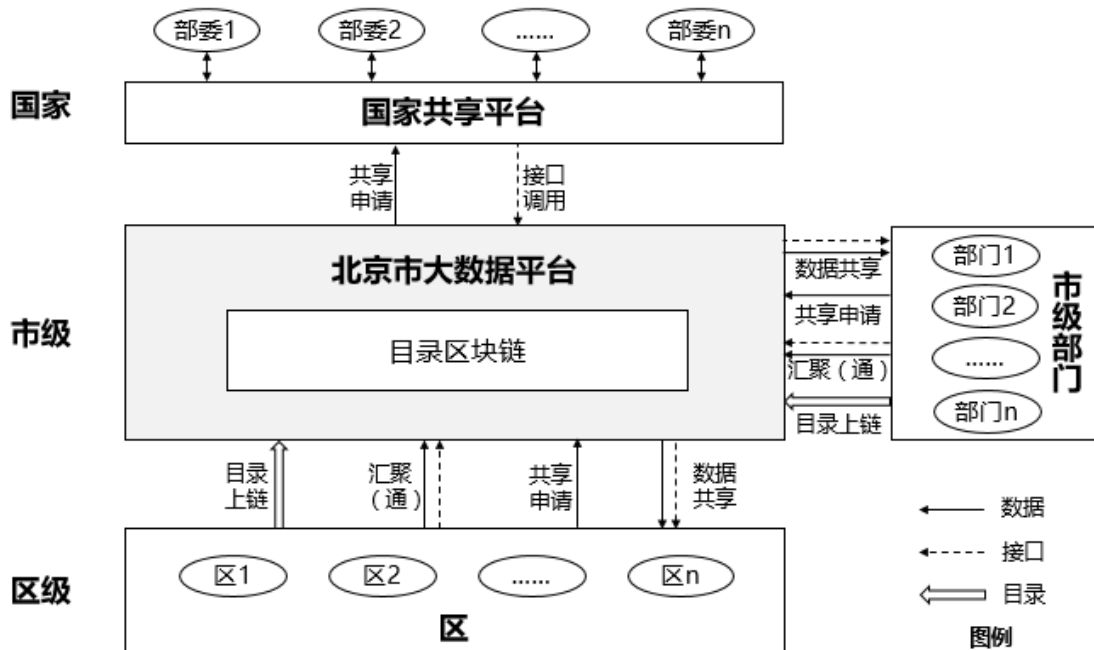 部委1
部委2
……
部委n
国家
国家共享平台
共享
申请
接口
调用
市级
北京市大数据平台
目录区块链
数据共享
共享申请
汇聚（通）
目录上链
部门1
部门2
……
部门n
市级部门
目录
上链
汇聚
（通）
共享
申请
数据
共享
区级
区1
区2
……
区n
区
数据
接口
目录
图例